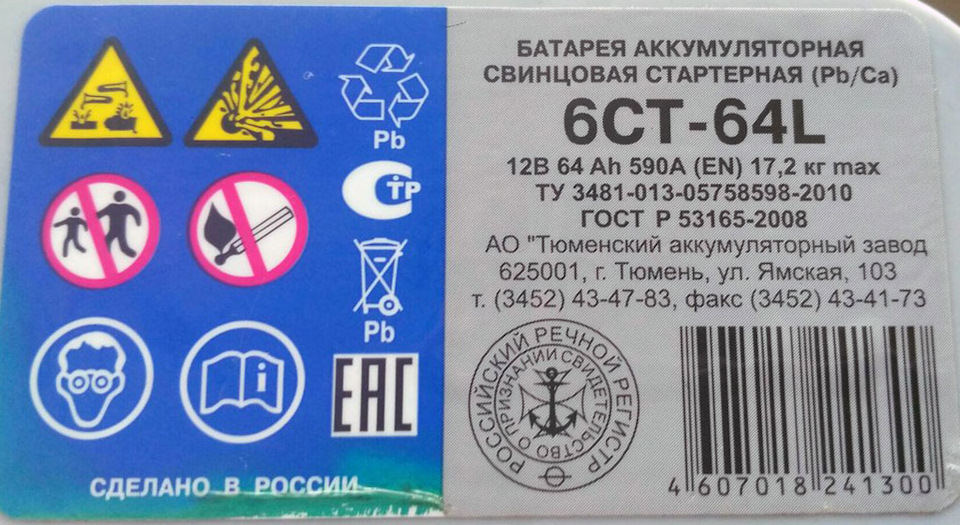 Pb
СТР
Pb
ЕАС
СДЕЛАНО В РОССИИ
БАТАРЕЯ АККУМУЛЯТОРНАЯ
СВИНЦОВАЯ СТАРТЕРНАЯ (Pb/Ca)
6СТ-64L
12В 64 Ah 590А (EN) 17,2 кг max
ТУ 3481-013-05758598-2010
ГОСТ Р 53165-2008
АО "Тюменский аккумуляторный завод
625001, г. Тюмень, ул. Ямская, 103
т. (3452) 43-47-83, факс (3452) 43-41-73
РОССИЙСКИЙ РЕЧНОЙ РЕГИСТР
СВИДЕТЕЛЬСТВО О ПРИЗНАНИИ
4 607018 241300